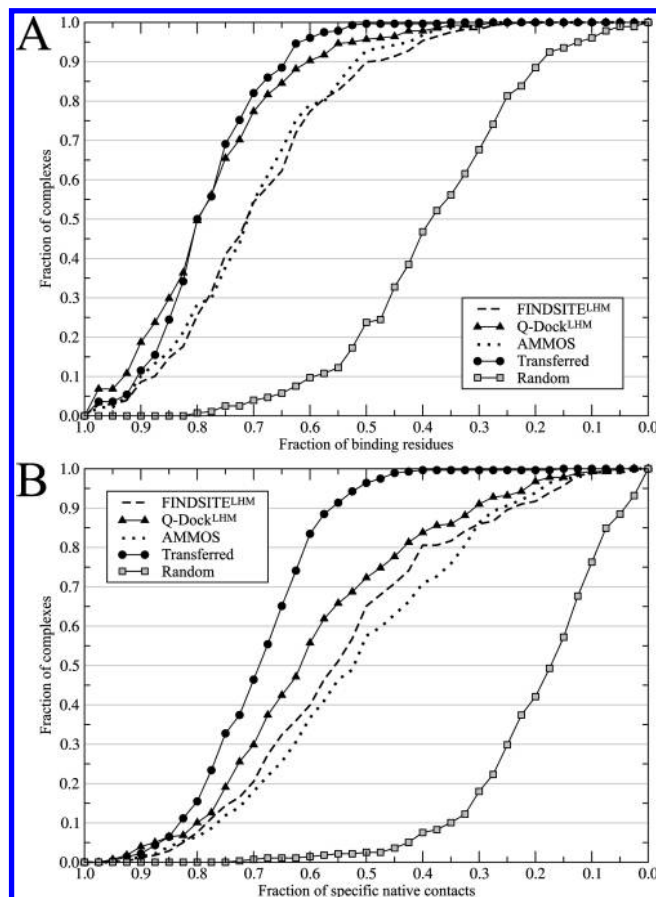 A
1.0
0.9
0.8
0.7
0.6
0.5
0.4
0.3
0.2
0.1
0.0
Fraction of complexes
FINDSITEᴸᴴᴹ
Q-Dockᴸᴴᴹ
AMMOS
Transferred
Random
1.0 0.9 0.8 0.7 0.6 0.5 0.4 0.3 0.2 0.1 0.0
Fraction of binding residues
B
1.0
0.9
0.8
0.7
0.6
0.5
0.4
0.3
0.2
0.1
0.0
Fraction of complexes
FINDSITEᴸᴴᴹ
Q-Dockᴸᴴᴹ
AMMOS
Transferred
Random
1.0 0.9 0.8 0.7 0.6 0.5 0.4 0.3 0.2 0.1 0.0
Fraction of specific native contacts